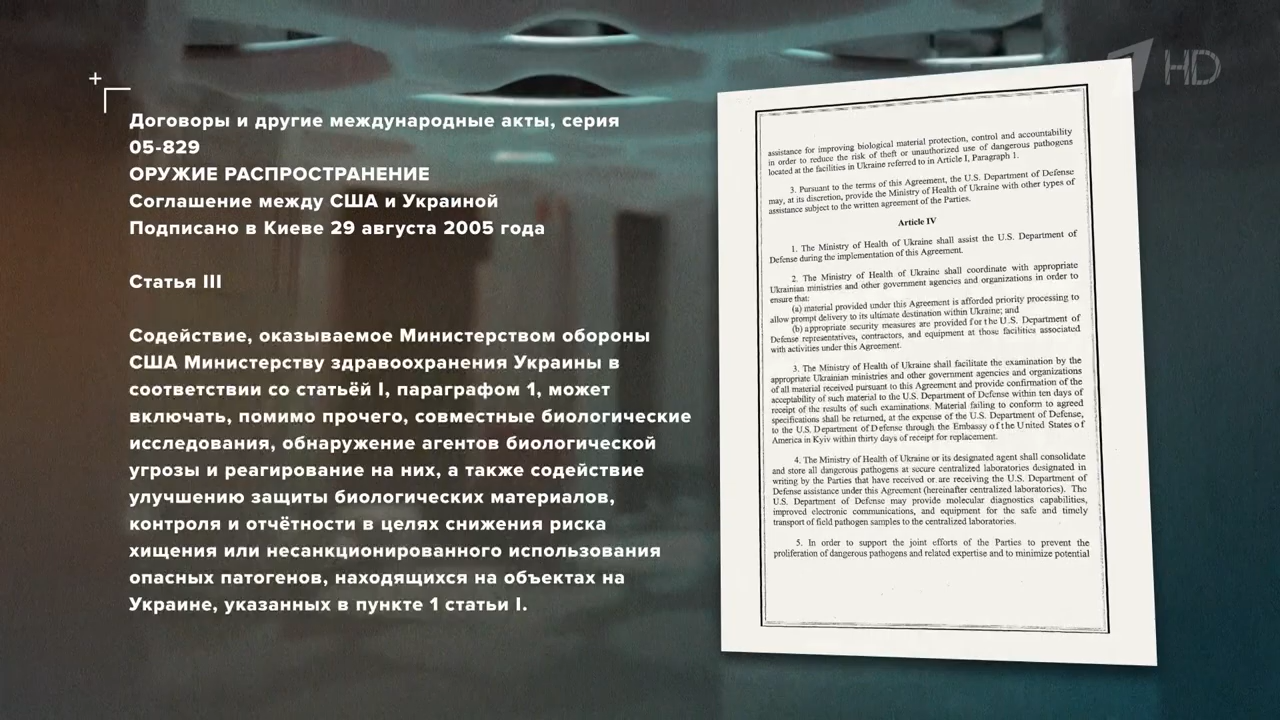 Договоры и другие международные акты, серия
05-829
ОРУЖИЕ РАСПРОСТРАНЕНИЕ
Соглашение между США и Украиной
Подписано в Киеве 29 августа 2005 года
Статья III
Содействие, оказываемое Министерством обороны
США Министерству здравоохранения Украины в
соответствии со статьёй I, параграфом 1, может
включать, помимо прочего, совместные биологические
исследования, обнаружение агентов биологической
угрозы и реагирование на них, а также содействие
улучшению защиты биологических материалов,
контроля и отчётности в целях снижения риска
хищения или несанкционированного использования
опасных патогенов, находящихся на объектах на
Украине, указанных в пункте 1 статьи I.
HD
assistance for improving biological material protection, control and accountability
in order to reduce the risk of theft or unauthorized use of dangerous pathogens
located at the facilities in Ukraine referred to in Article I, Paragraph 1.
3. Pursuant to the terms of this Agreement, the U.S. Department of Defense
may, at its discretion, provide the Ministry of Health of Ukraine with other types of
assistance subject to the written agreement of the Parties.
Article IV
1. The Ministry of Health of Ukraine shall assist the U.S. Department of
Defense during the implementation of this Agreement.
2. The Ministry of Health of Ukraine shall coordinate with appropriate
Ukrainian ministries and other government agencies and organizations in order to
ensure that:
(a) material provided under this Agreement is afforded priority processing to
allow prompt delivery to its ultimate destination within Ukraine; and
(b) appropriate security measures are provided for the U.S. Department of
Defense representatives, contractors, and equipment at those facilities associated
with activities under this Agreement.
3. The Ministry of Health of Ukraine shall facilitate the examination by the
appropriate Ukrainian ministries and other government agencies and organizations
of all material received pursuant to this Agreement and provide confirmation of the
acceptability of such material to the U.S. Department of Defense within ten days of
receipt of the results of such examinations. Material failing to conform to agreed
specifications shall be returned, at the expense of the U.S. Department of Defense,
to the U.S. Department of Defense through the Embassy of the United States of
America in Kyiv within thirty days of receipt for replacement.
4. The Ministry of Health of Ukraine or its designated agent shall consolidate
and store all dangerous pathogens at secure centralized laboratories designated in
writing by the Parties that have received or are receiving the U.S. Department of
Defense assistance under this Agreement (hereinafter centralized laboratories). The
U.S. Department of Defense may provide molecular diagnostics capabilities,
improved electronic communications, and equipment for the safe and timely
transport of field pathogen samples to the centralized laboratories.
5. In order to support the joint efforts of the Parties to prevent the
proliferation of dangerous pathogens and related expertise and to minimize potential